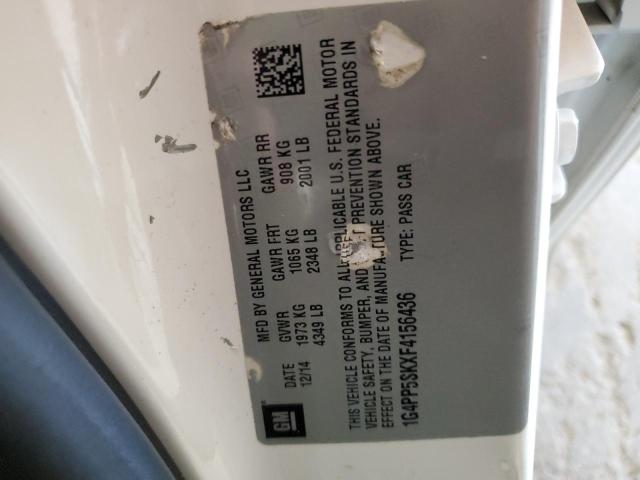 MFD BY GENERAL MOTORS LLC
DATE GVWR GAWR FRT GAWR RR
12/14 1973 KG 1065 KG 908 KG
4349 LB 2348 LB 2001 LB
GM
THIS VEHICLE CONFORMS TO ALL APPLICABLE U.S. FEDERAL MOTOR
VEHICLE SAFETY, BUMPER, AND PREVENTION STANDARDS IN
EFFECT ON THE DATE OF MANUFACTURE SHOWN ABOVE.
1G4PP5SKXF4156436 TYPE: PASS CAR